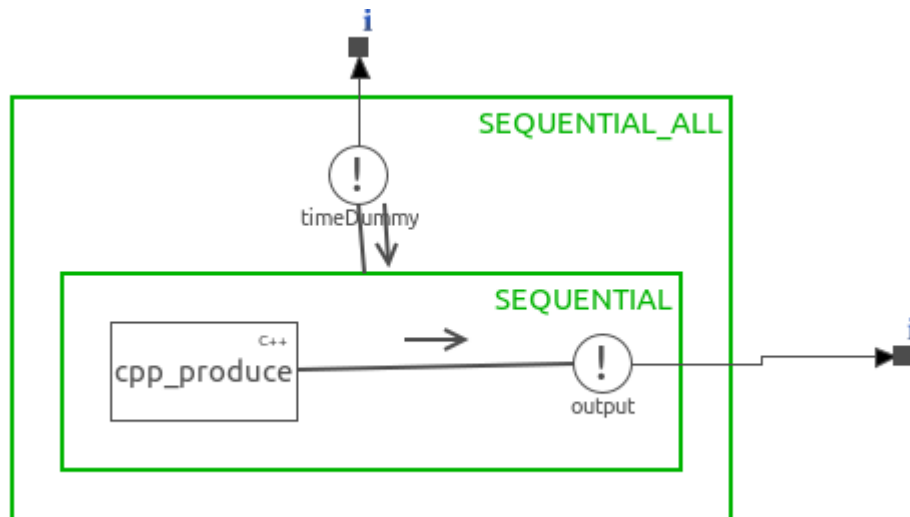 i
SEQUENTIAL_ALL
!
timeDummy
SEQUENTIAL
C++
cpp_produce
!
output
i